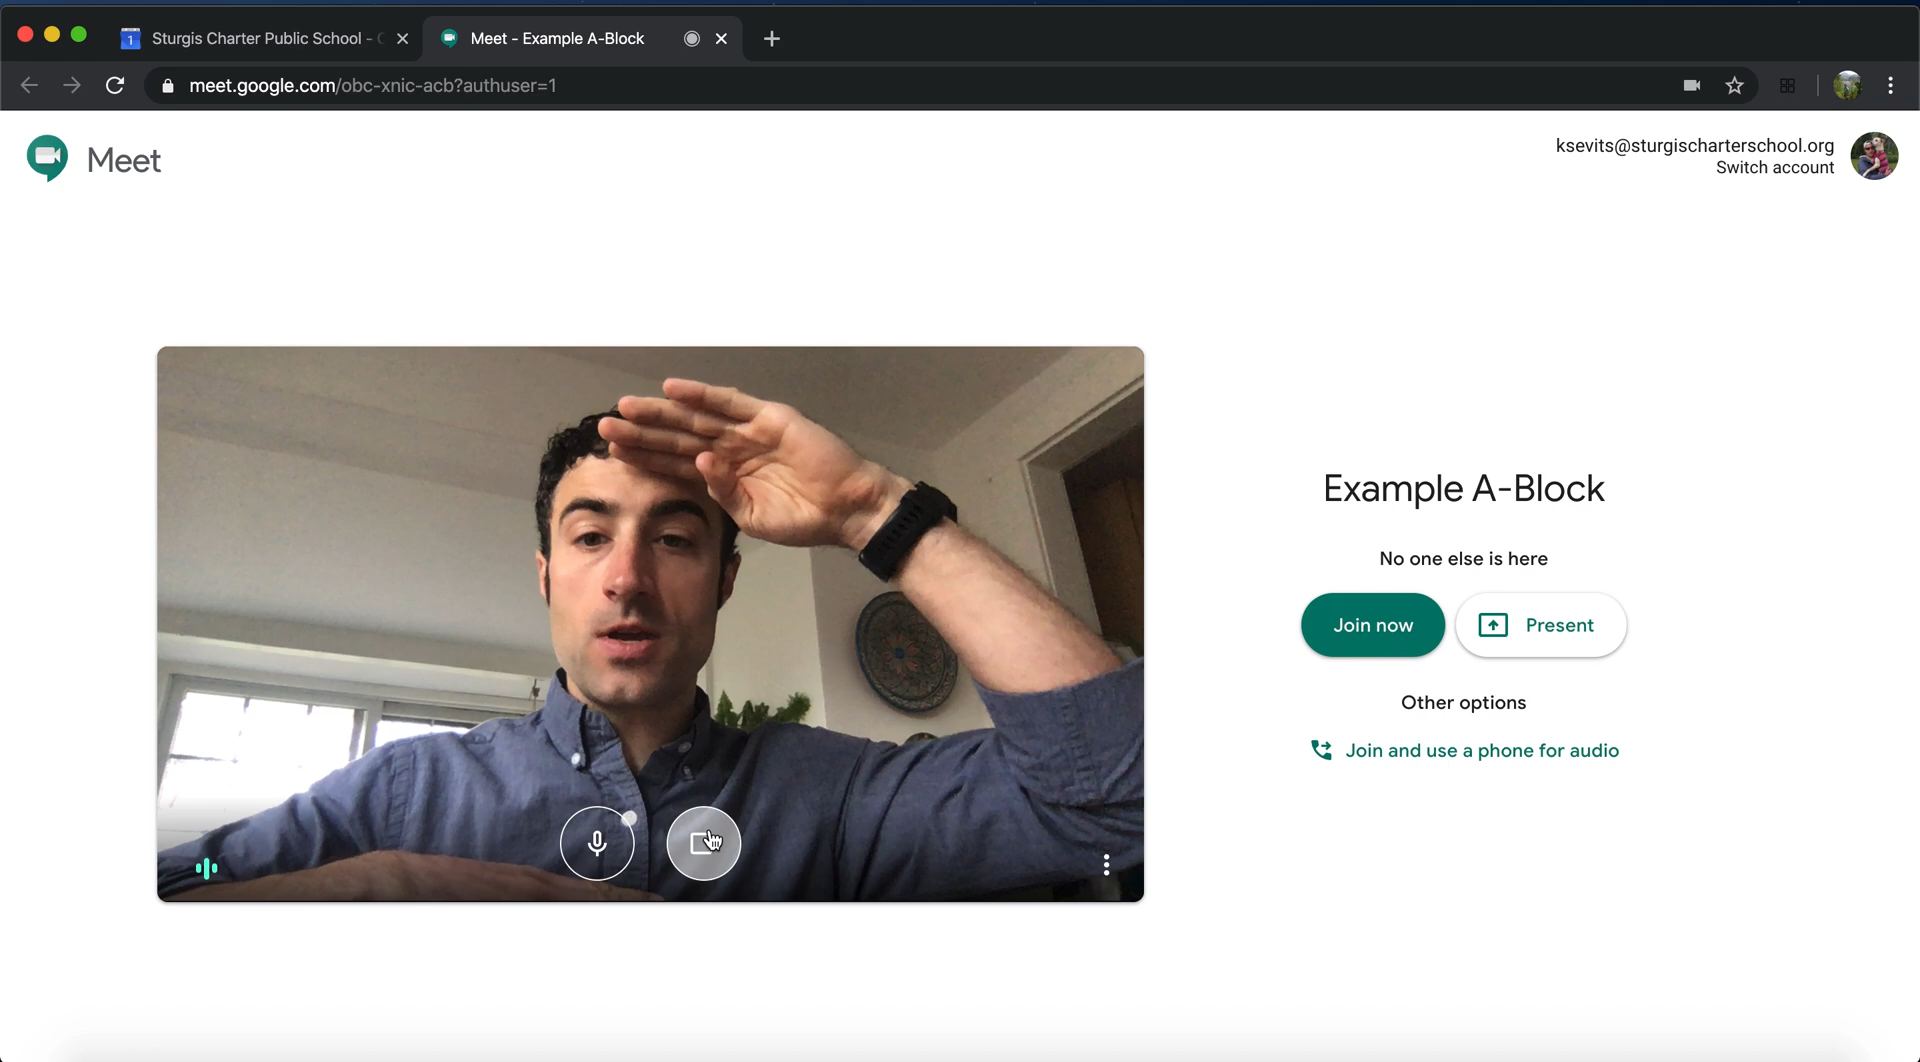 1 Sturgis Charter Public School -
Meet - Example A-Block
meet.google.com/obc-xnic-acb?authuser=1
Meet
ksevits@sturgischarterschool.org
Switch account
Example A-Block
No one else is here
Join now
Present
Other options
Join and use a phone for audio